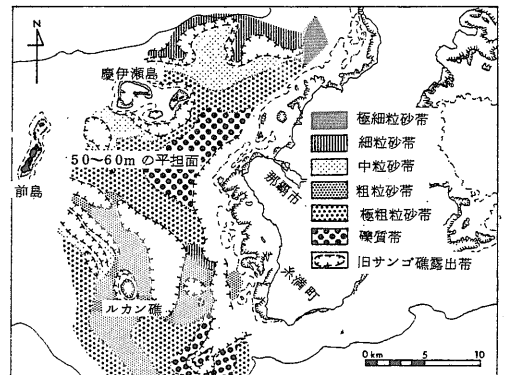 N
慶伊瀬島
前島
50～60mの平坦面
ルカン礁
那覇市
糸満町
極細粒砂帯
細粒砂帯
中粒砂帯
粗粒砂帯
極粗粒砂帯
礫質帯
旧サンゴ礁露出帯
0km 5 10